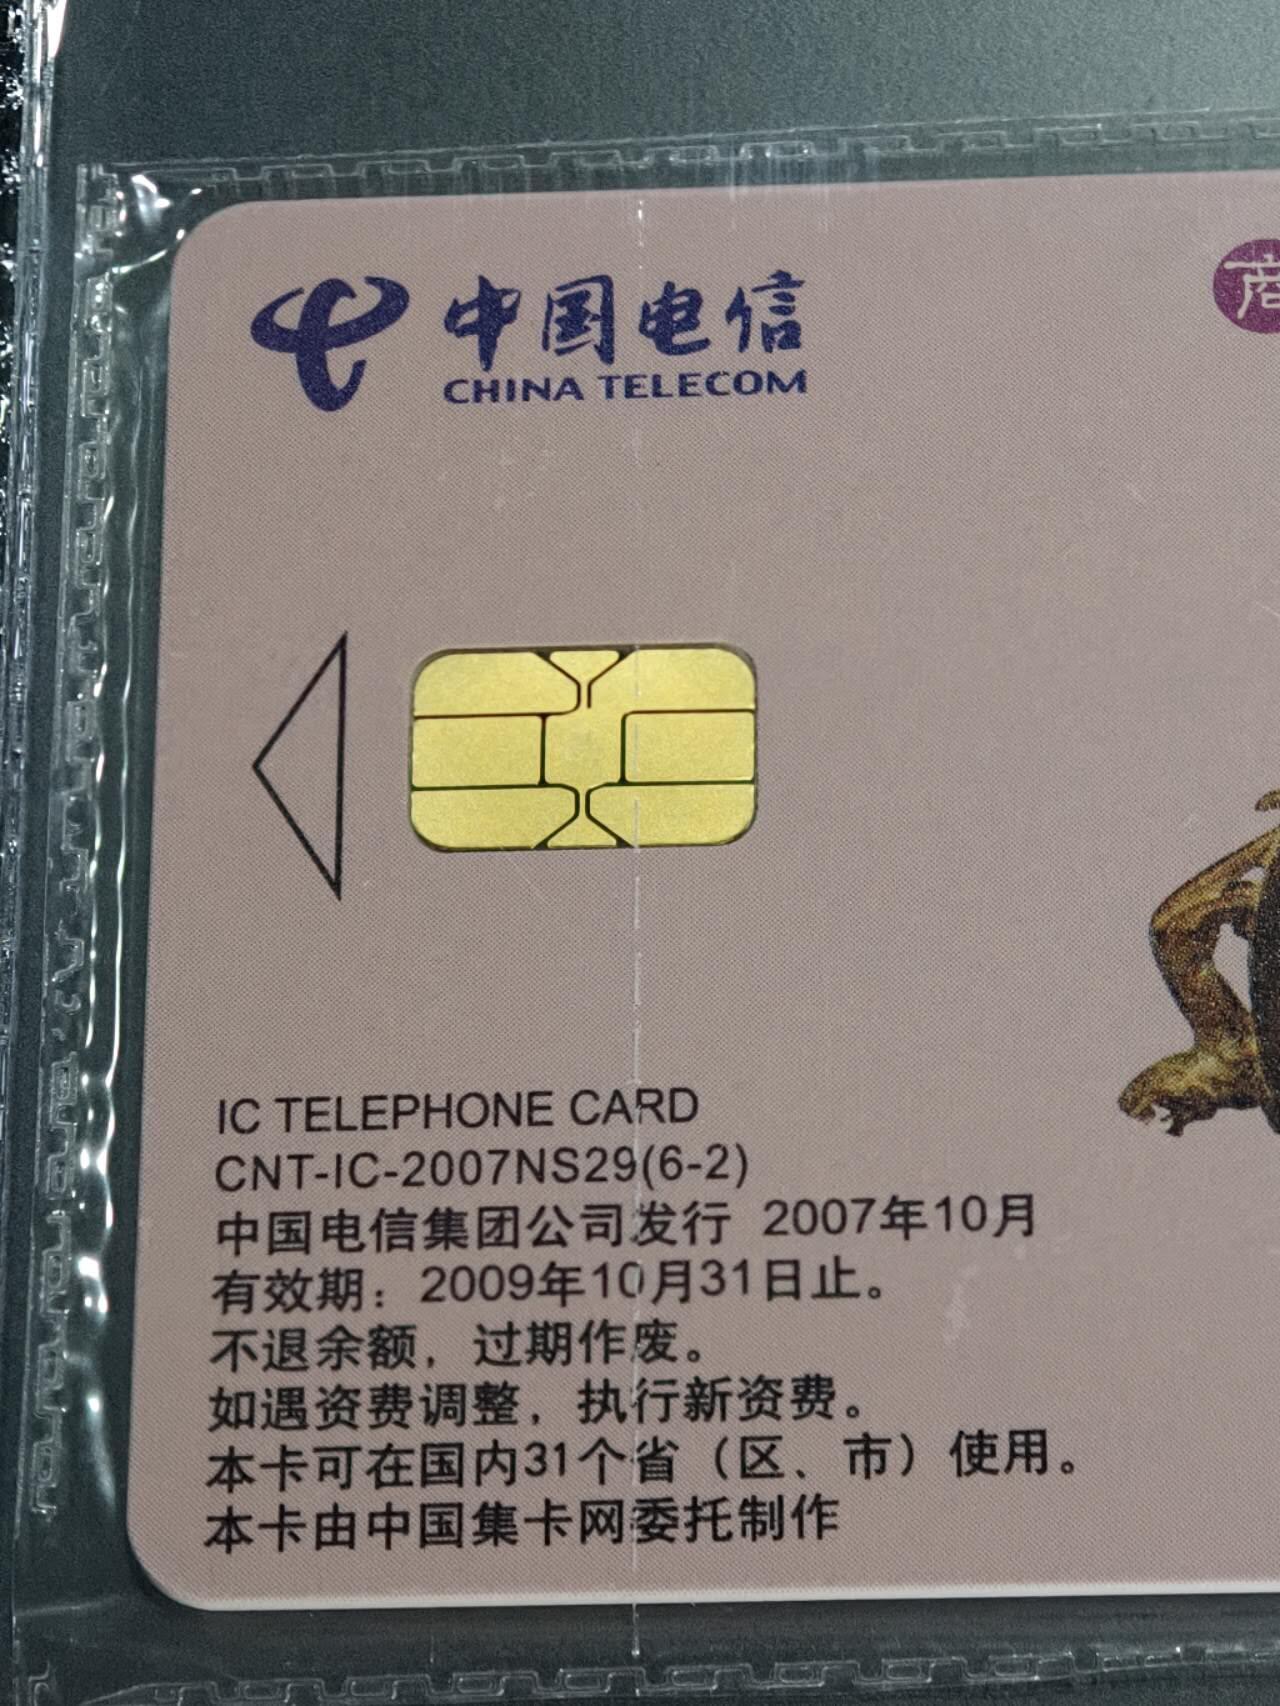 中国电信
CHINA TELECOM
商
IC TELEPHONE CARD
CNT-IC-2007NS29(6-2)
中国电信集团公司发行 2007年10月
有效期：2009年10月31日止。
不退余额，过期作废。
如遇资费调整，执行新资费。
本卡可在国内31个省（区、市）使用。
本卡由中国集卡网委托制作